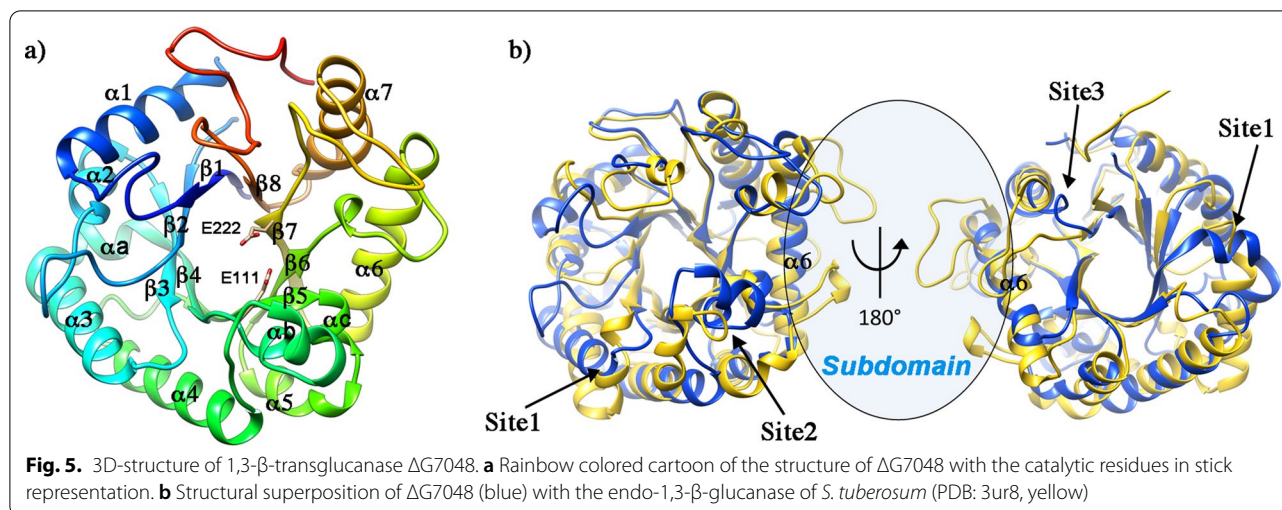 a)
α1
α7
α2
β1
β8
β2
E222
β7
αa
β4
β6
α6
β3
E111
β5
α3
αb
αc
α4
α5
b)
Site3
Site1
α6
α6
180°
Subdomain
Site1
Site2
Fig. 5. 3D-structure of 1,3-β-transglucanase ΔG7048. a Rainbow colored cartoon of the structure of ΔG7048 with the catalytic residues in stick
representation. b Structural superposition of ΔG7048 (blue) with the endo-1,3-β-glucanase of S. tuberosum (PDB: 3ur8, yellow)